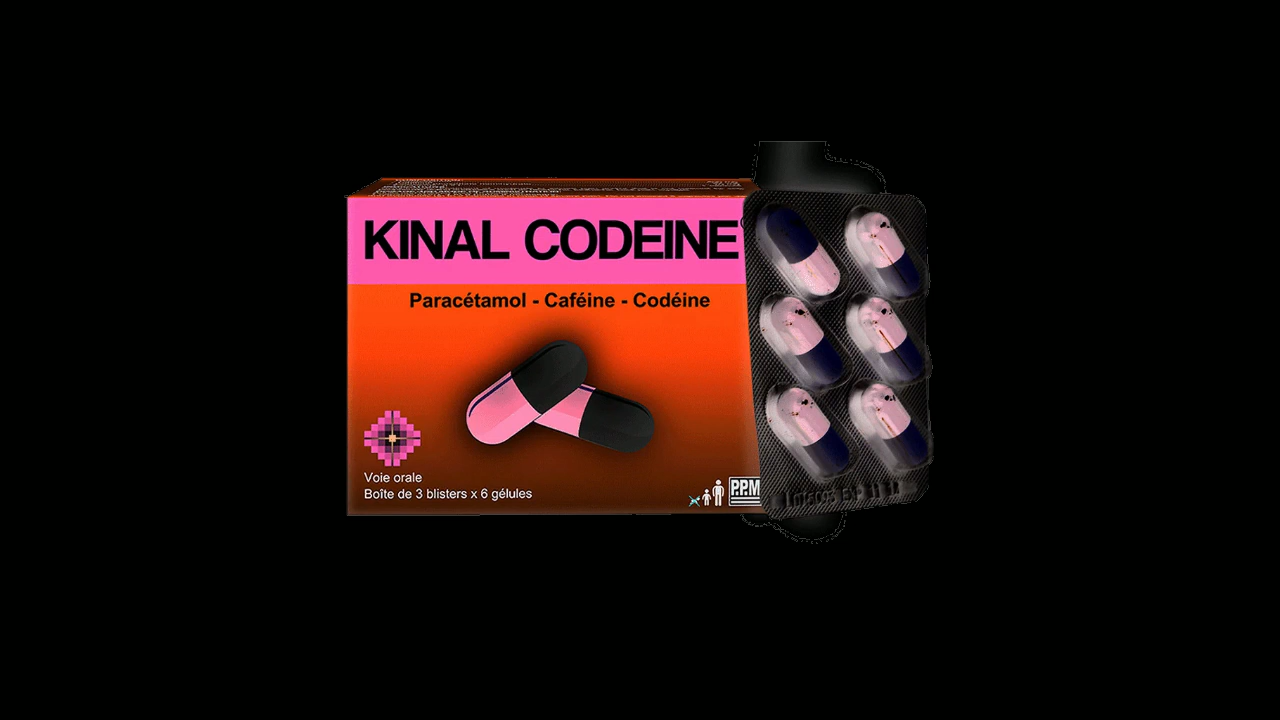 KINAL CODEINE
Paracétamol - Caféine - Codéine
Voie orale
Boîte de 3 blisters x 6 gélules
P.P.M